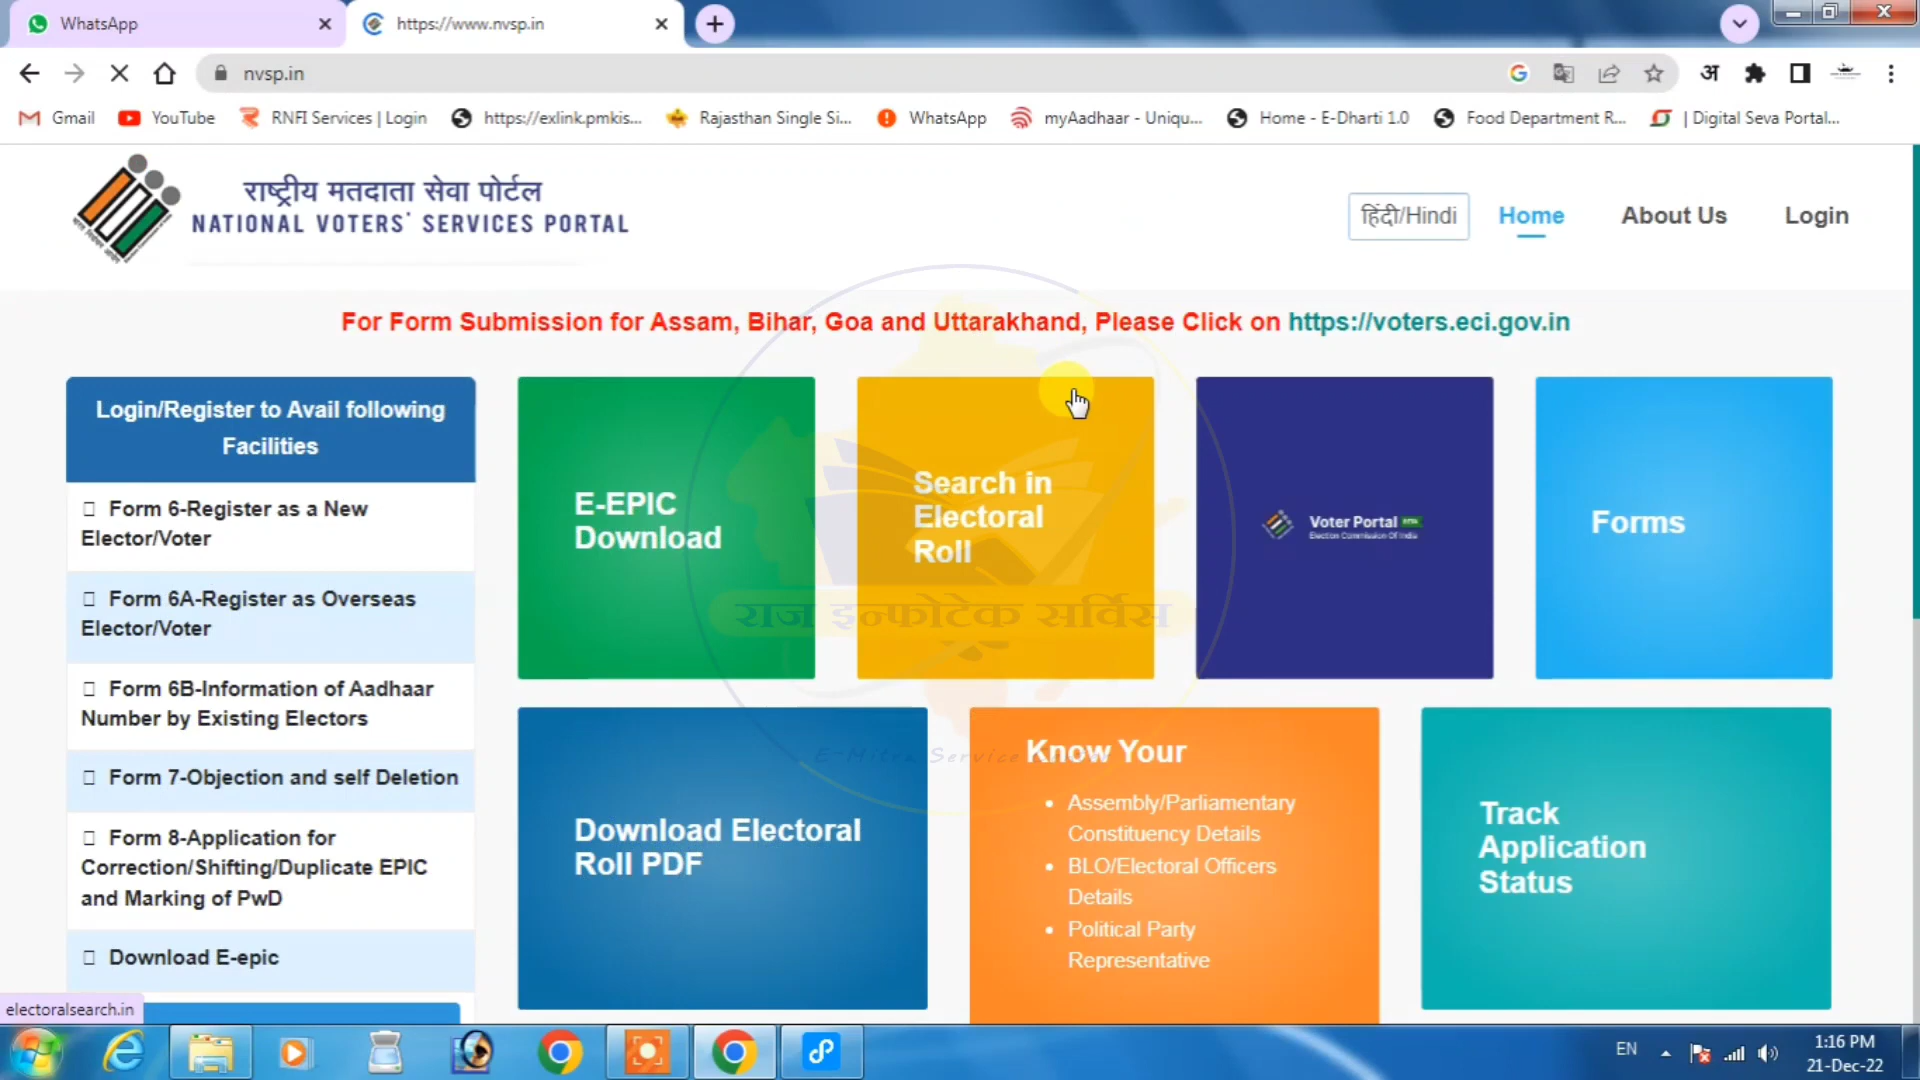 WhatsApp
https://www.nvsp.in
nvsp.in
अ
Gmail
YouTube
RNFI Services | Login
https://exlink.pmkis...
Rajasthan Single Si...
WhatsApp
myAadhaar - Uniqu...
Home - E-Dharti 1.0
Food Department R...
| Digital Seva Portal...
राष्ट्रीय मतदाता सेवा पोर्टल
NATIONAL VOTERS' SERVICES PORTAL
हिंदी/Hindi
Home
About Us
Login
For Form Submission for Assam, Bihar, Goa and Uttarakhand, Please Click on https://voters.eci.gov.in
Login/Register to Avail following
Facilities
Form 6-Register as a New
Elector/Voter
Form 6A-Register as Overseas
Elector/Voter
Form 6B-Information of Aadhaar
Number by Existing Electors
Form 7-Objection and self Deletion
Form 8-Application for
Correction/Shifting/Duplicate EPIC
and Marking of PwD
Download E-epic
E-EPIC
Download
Search in
Electoral
Roll
Voter Portal
Election Commission Of India
Forms
राज इन्फोटेक सर्विस
E-Mitra Service
Download Electoral
Roll PDF
Know Your
• Assembly/Parliamentary
Constituency Details
• BLO/Electoral Officers
Details
• Political Party
Representative
Track
Application
Status
electoralsearch.in
EN
1:16 PM
21-Dec-22